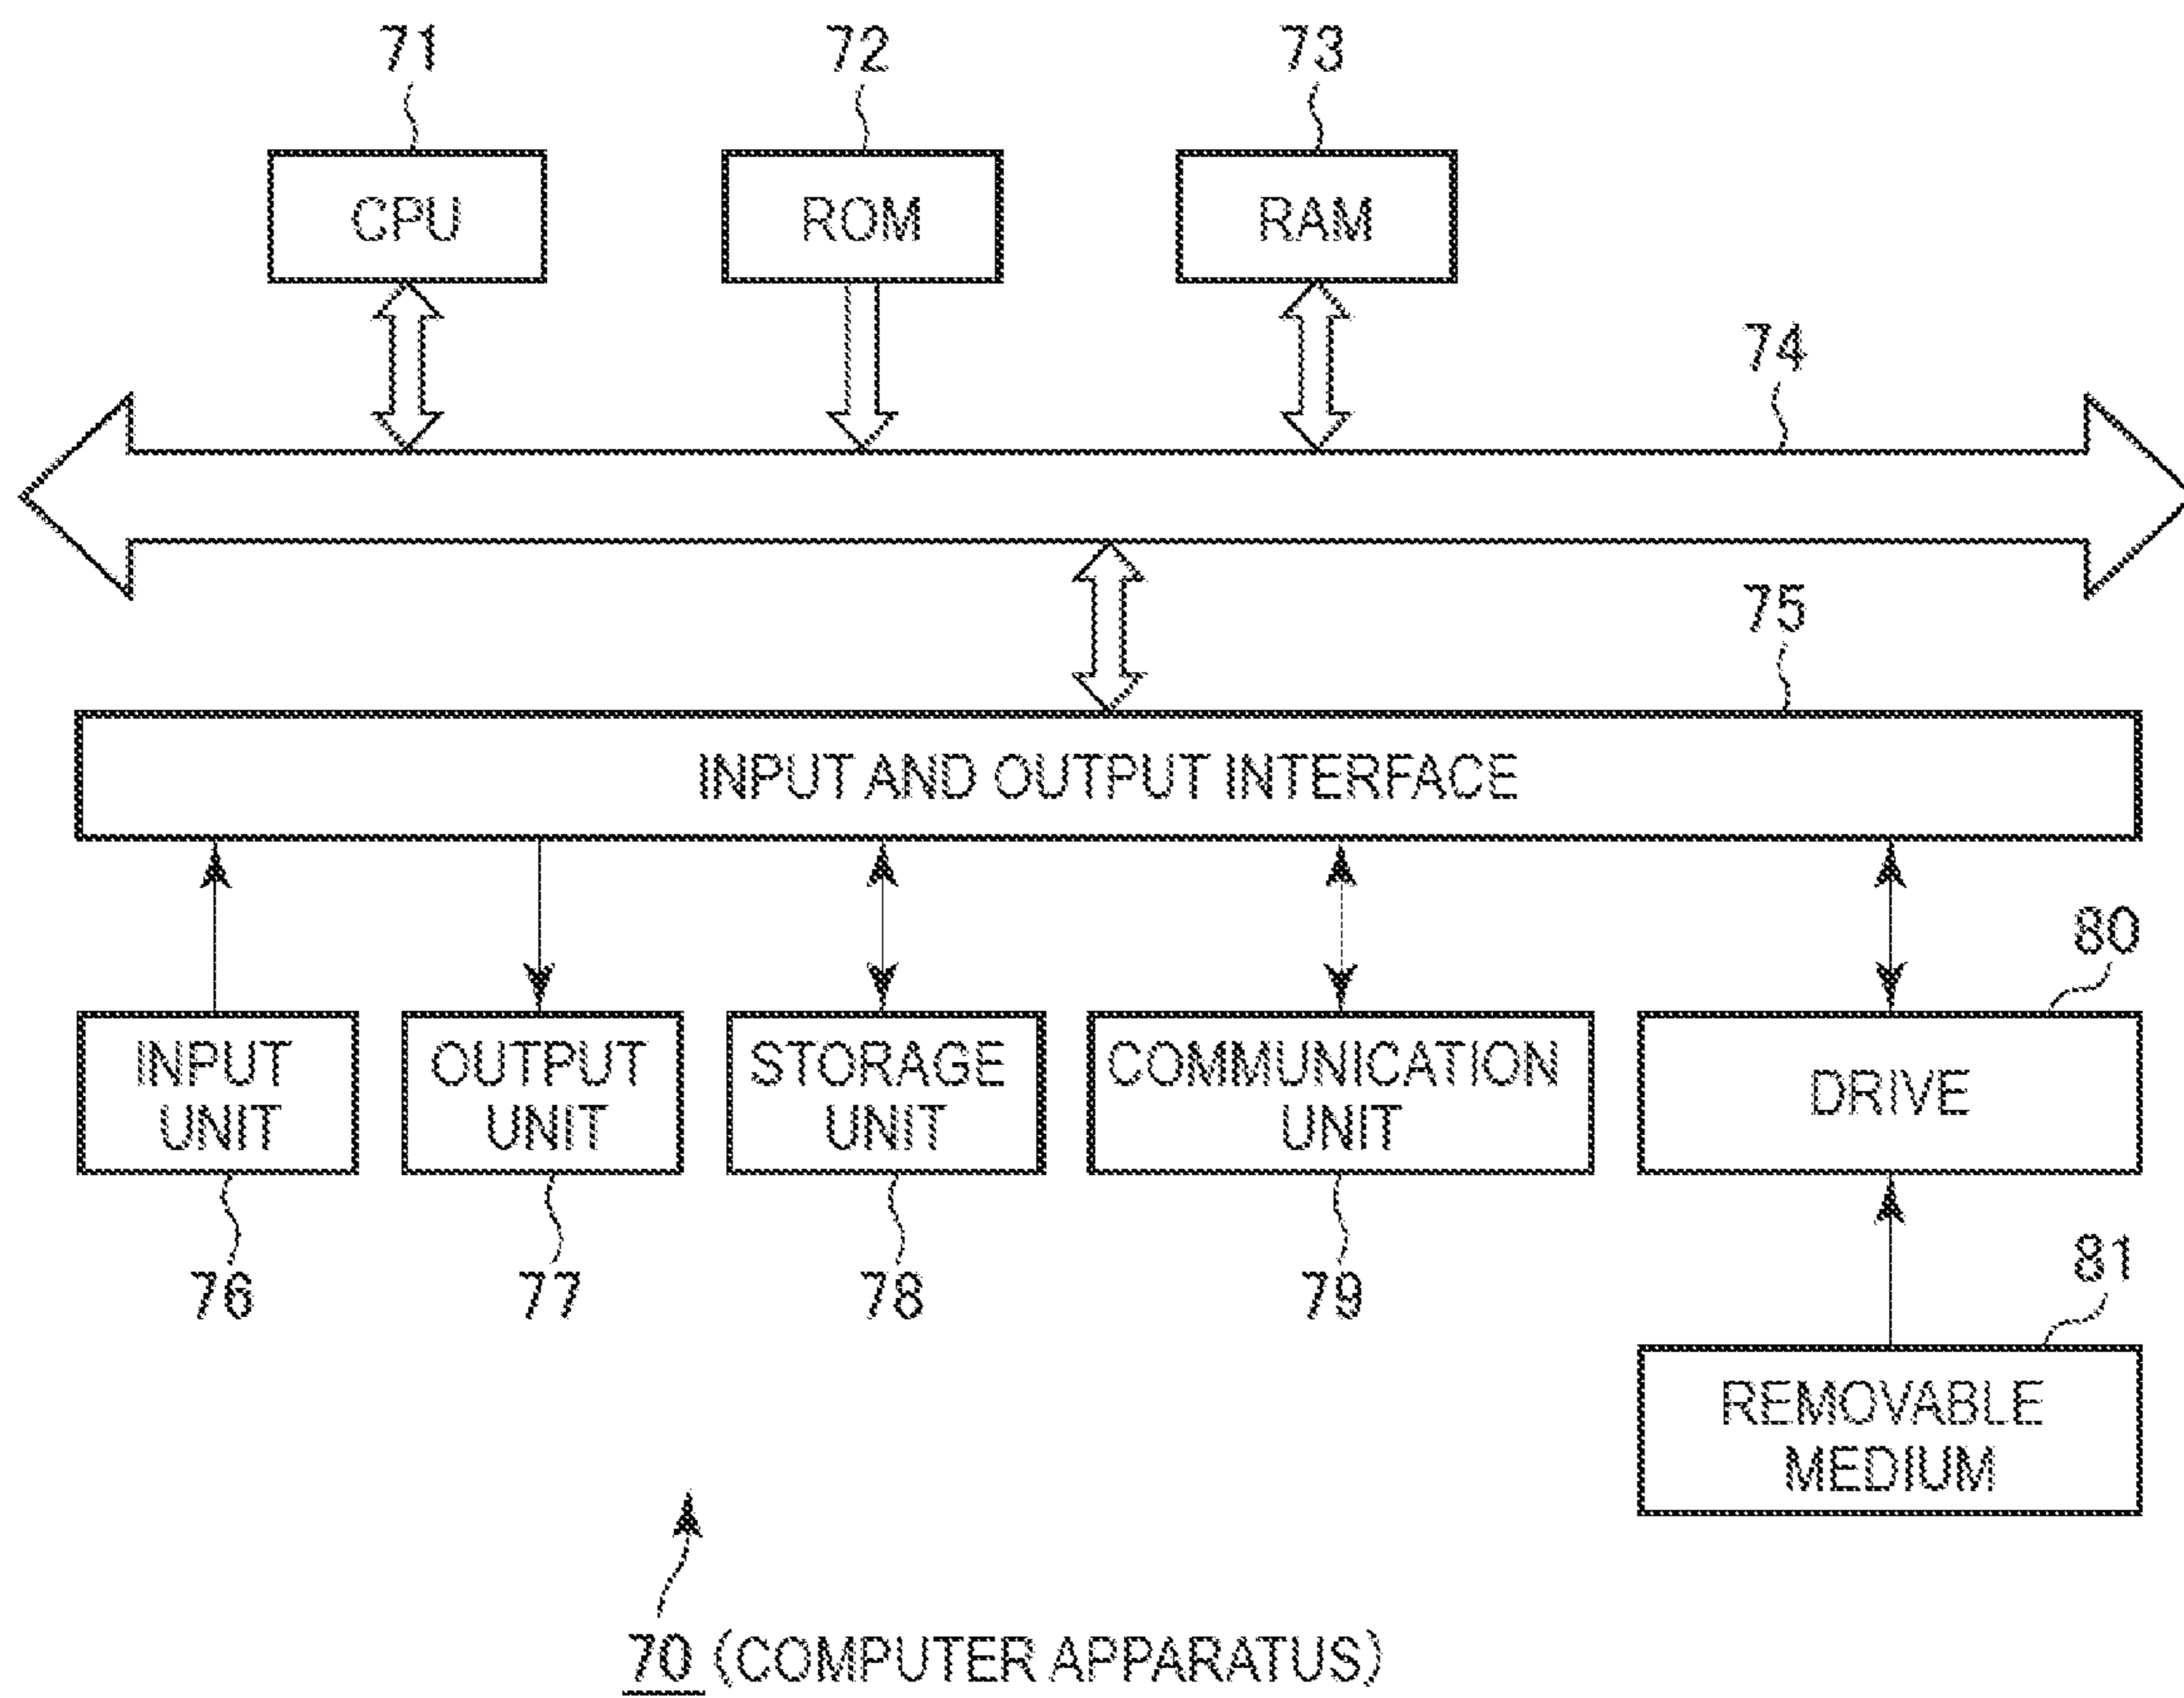 71 72 73
CPU ROM RAM
74
75
INPUT AND OUTPUT INTERFACE
80
INPUT UNIT
OUTPUT UNIT
STORAGE UNIT
COMMUNICATION UNIT
DRIVE
76 77 78 79
81
REMOVABLE MEDIUM
70 (COMPUTER APPARATUS)